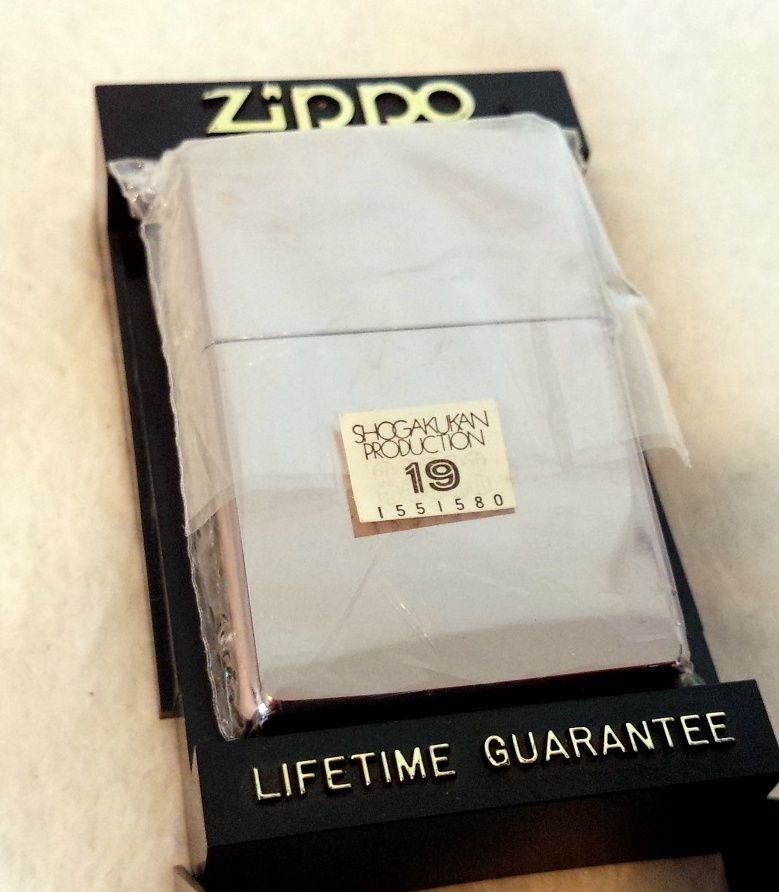 Zippo
SHOGAKUKAN
PRODUCTION
19
1551580
LIFETIME GUARANTEE